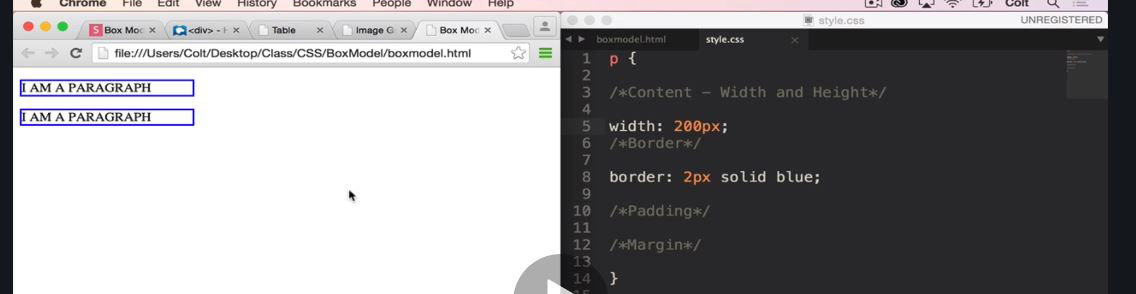 Chrome File Edit View History Bookmarks People Window Help Colt
style.css UNREGISTERED
Box Mod <div> - H Table Image G Box Mod
file:///Users/Colt/Desktop/Class/CSS/BoxModel/boxmodel.html
boxmodel.html style.css
I AM A PARAGRAPH
I AM A PARAGRAPH
1 p {
2
3 /*Content - Width and Height*/
4
5 width: 200px;
6 /*Border*/
7
8 border: 2px solid blue;
9
10 /*Padding*/
11
12 /*Margin*/
13
14 }
15